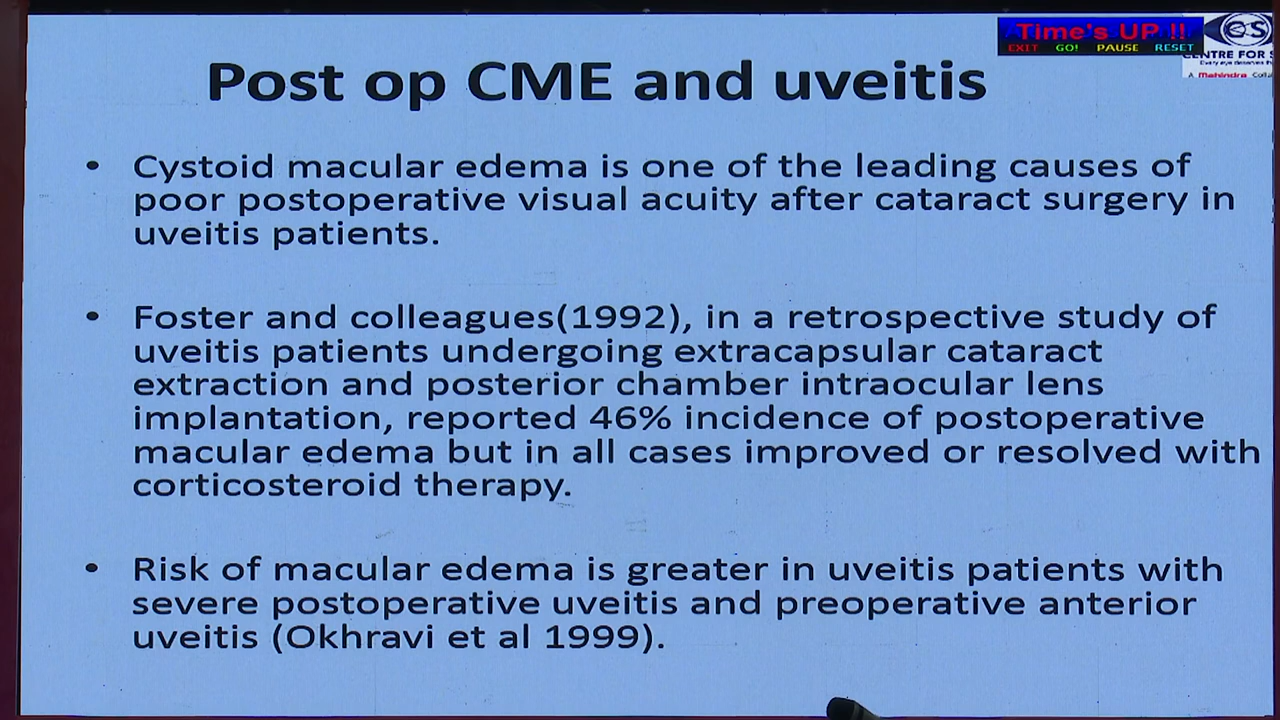 Time's UP !!
EXIT GO! PAUSE RESET
Post op CME and uveitis
• Cystoid macular edema is one of the leading causes of
poor postoperative visual acuity after cataract surgery in
uveitis patients.
• Foster and colleagues(1992), in a retrospective study of
uveitis patients undergoing extracapsular cataract
extraction and posterior chamber intraocular lens
implantation, reported 46% incidence of postoperative
macular edema but in all cases improved or resolved with
corticosteroid therapy.
• Risk of macular edema is greater in uveitis patients with
severe postoperative uveitis and preoperative anterior
uveitis (Okhravi et al 1999).
CENTRE FOR
A Mahindra